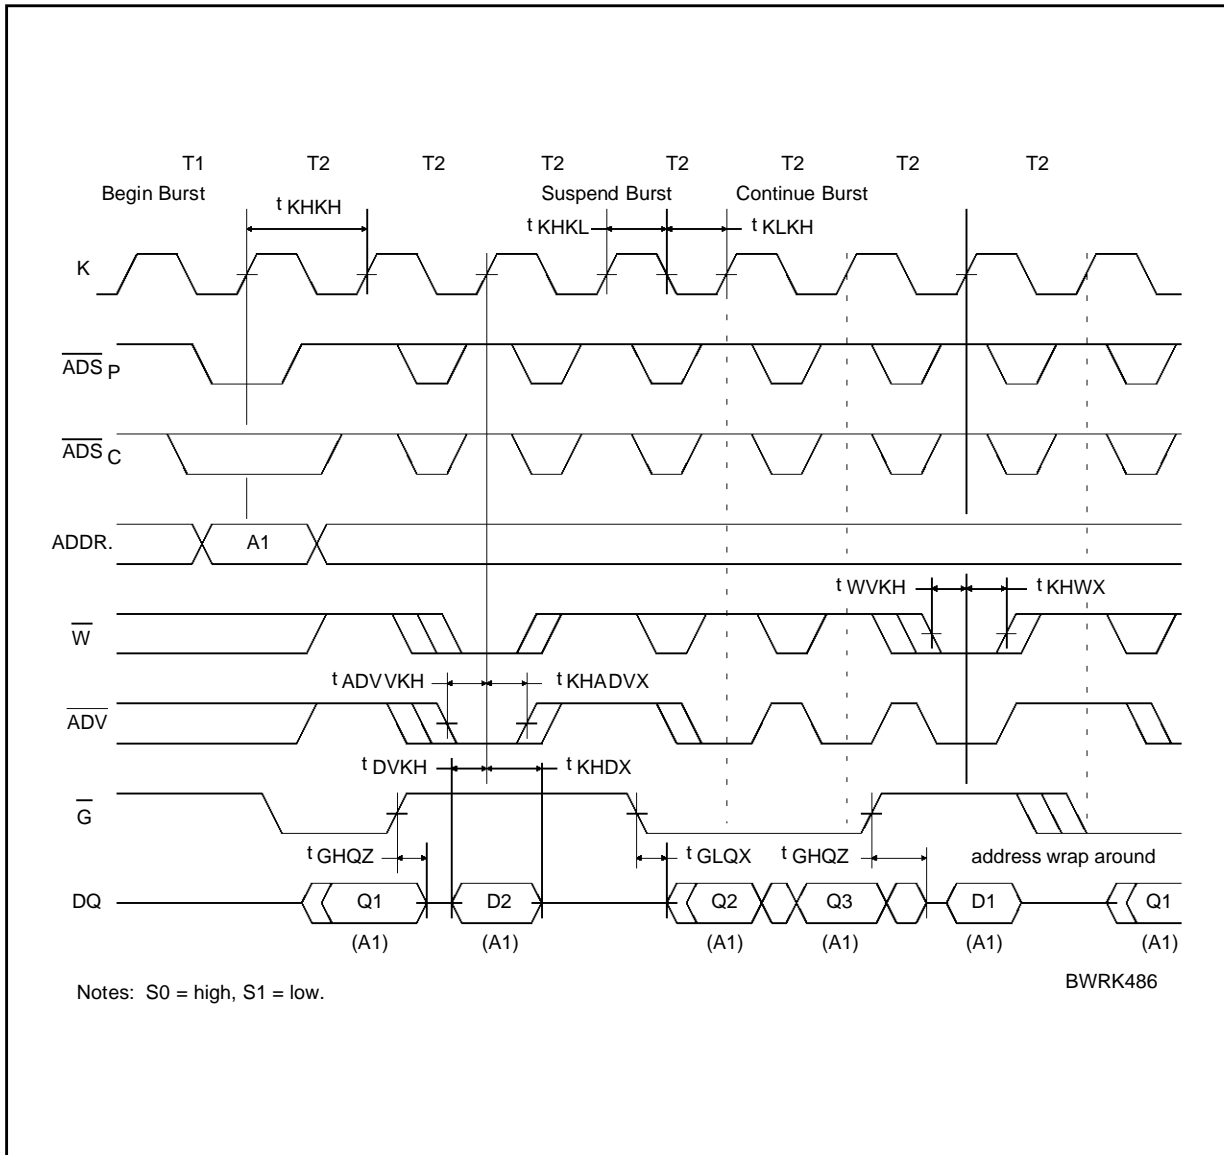 T1 T2 T2 T2 T2 T2 T2 T2
Begin Burst Suspend Burst Continue Burst
t KHKH
t KHKL t KLKH
K
ADS P
ADS C
ADDR. A1
t WVKH t KHWX
W
t ADVVKH t KHADVX
ADV
t DVKH t KHDX
G
t GHQZ t GLQX t GHQZ address wrap around
DQ Q1 D2 Q2 Q3 D1 Q1
(A1) (A1) (A1) (A1) (A1) (A1)
Notes: S0 = high, S1 = low. BWRK486